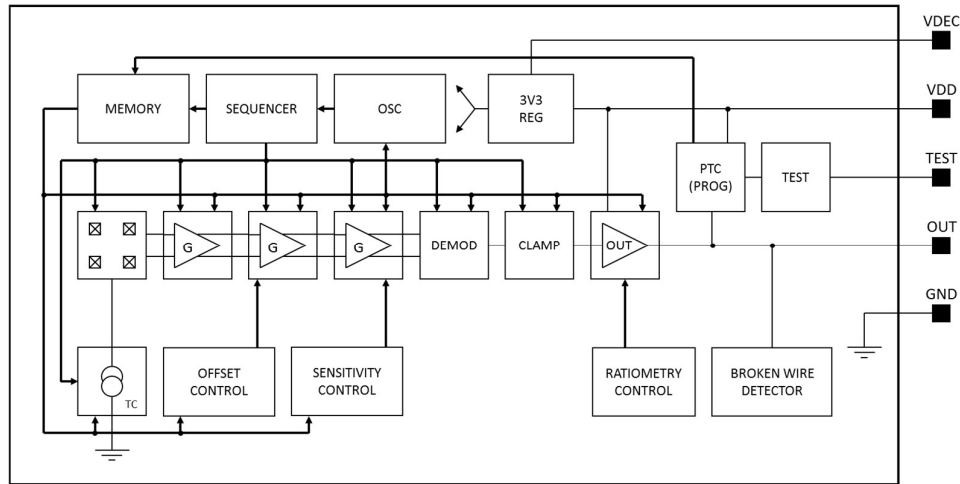 VDEC
VDD
TEST
OUT
GND
MEMORY
SEQUENCER
OSC
3V3
REG
PTC
(PROG)
TEST
G
G
G
DEMOD
CLAMP
OUT
TC
OFFSET
CONTROL
SENSITIVITY
CONTROL
RATIOMETRY
CONTROL
BROKEN WIRE
DETECTOR